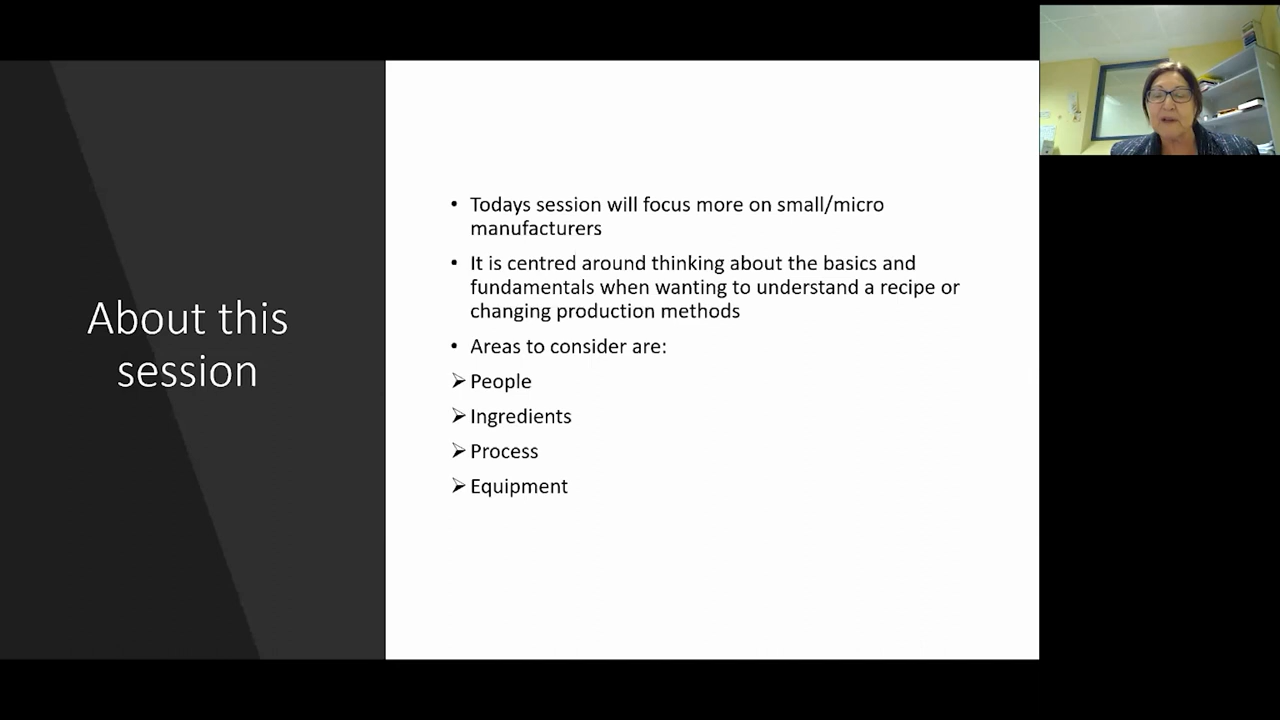 About this
session
• Todays session will focus more on small/micro
manufacturers
• It is centred around thinking about the basics and
fundamentals when wanting to understand a recipe or
changing production methods
• Areas to consider are:
➢ People
➢ Ingredients
➢ Process
➢ Equipment